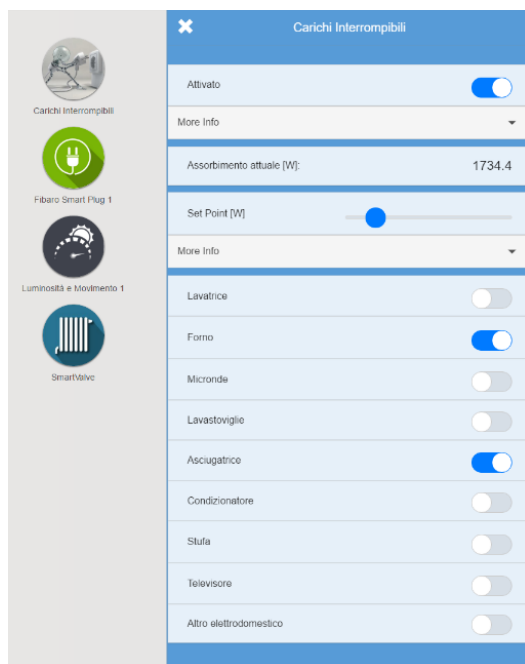 Carichi Interrompibili
Fibaro Smart Plug 1
Luminosità e Movimento 1
SmartValve
Carichi Interrompibili
Attivato
More Info
Assorbimento attuale [W]: 1734.4
Set Point [W]
More Info
Lavatrice
Forno
Micronde
Lavastoviglie
Asciugatrice
Condizionatore
Stufa
Televisore
Altro elettrodomestico